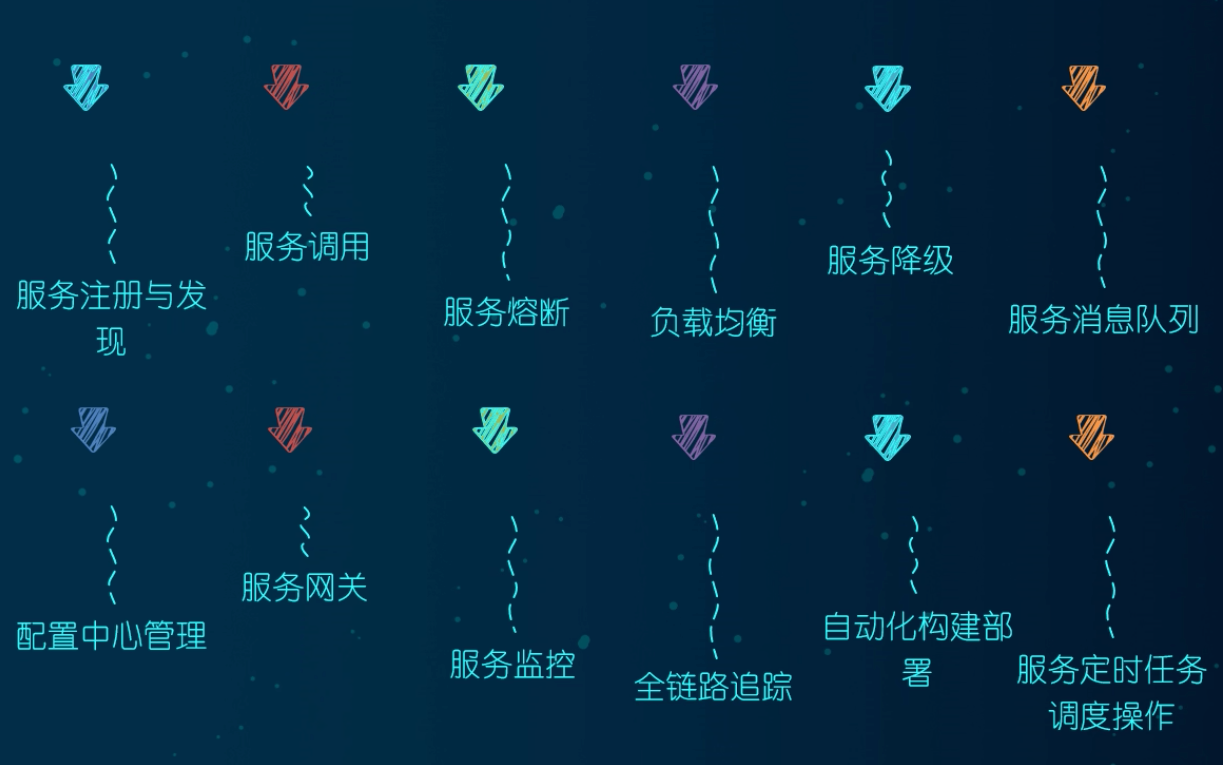 服务注册与发
现
服务调用
服务熔断
负载均衡
服务降级
服务消息队列
配置中心管理
服务网关
服务监控
全链路追踪
自动化构建部
署
服务定时任务
调度操作